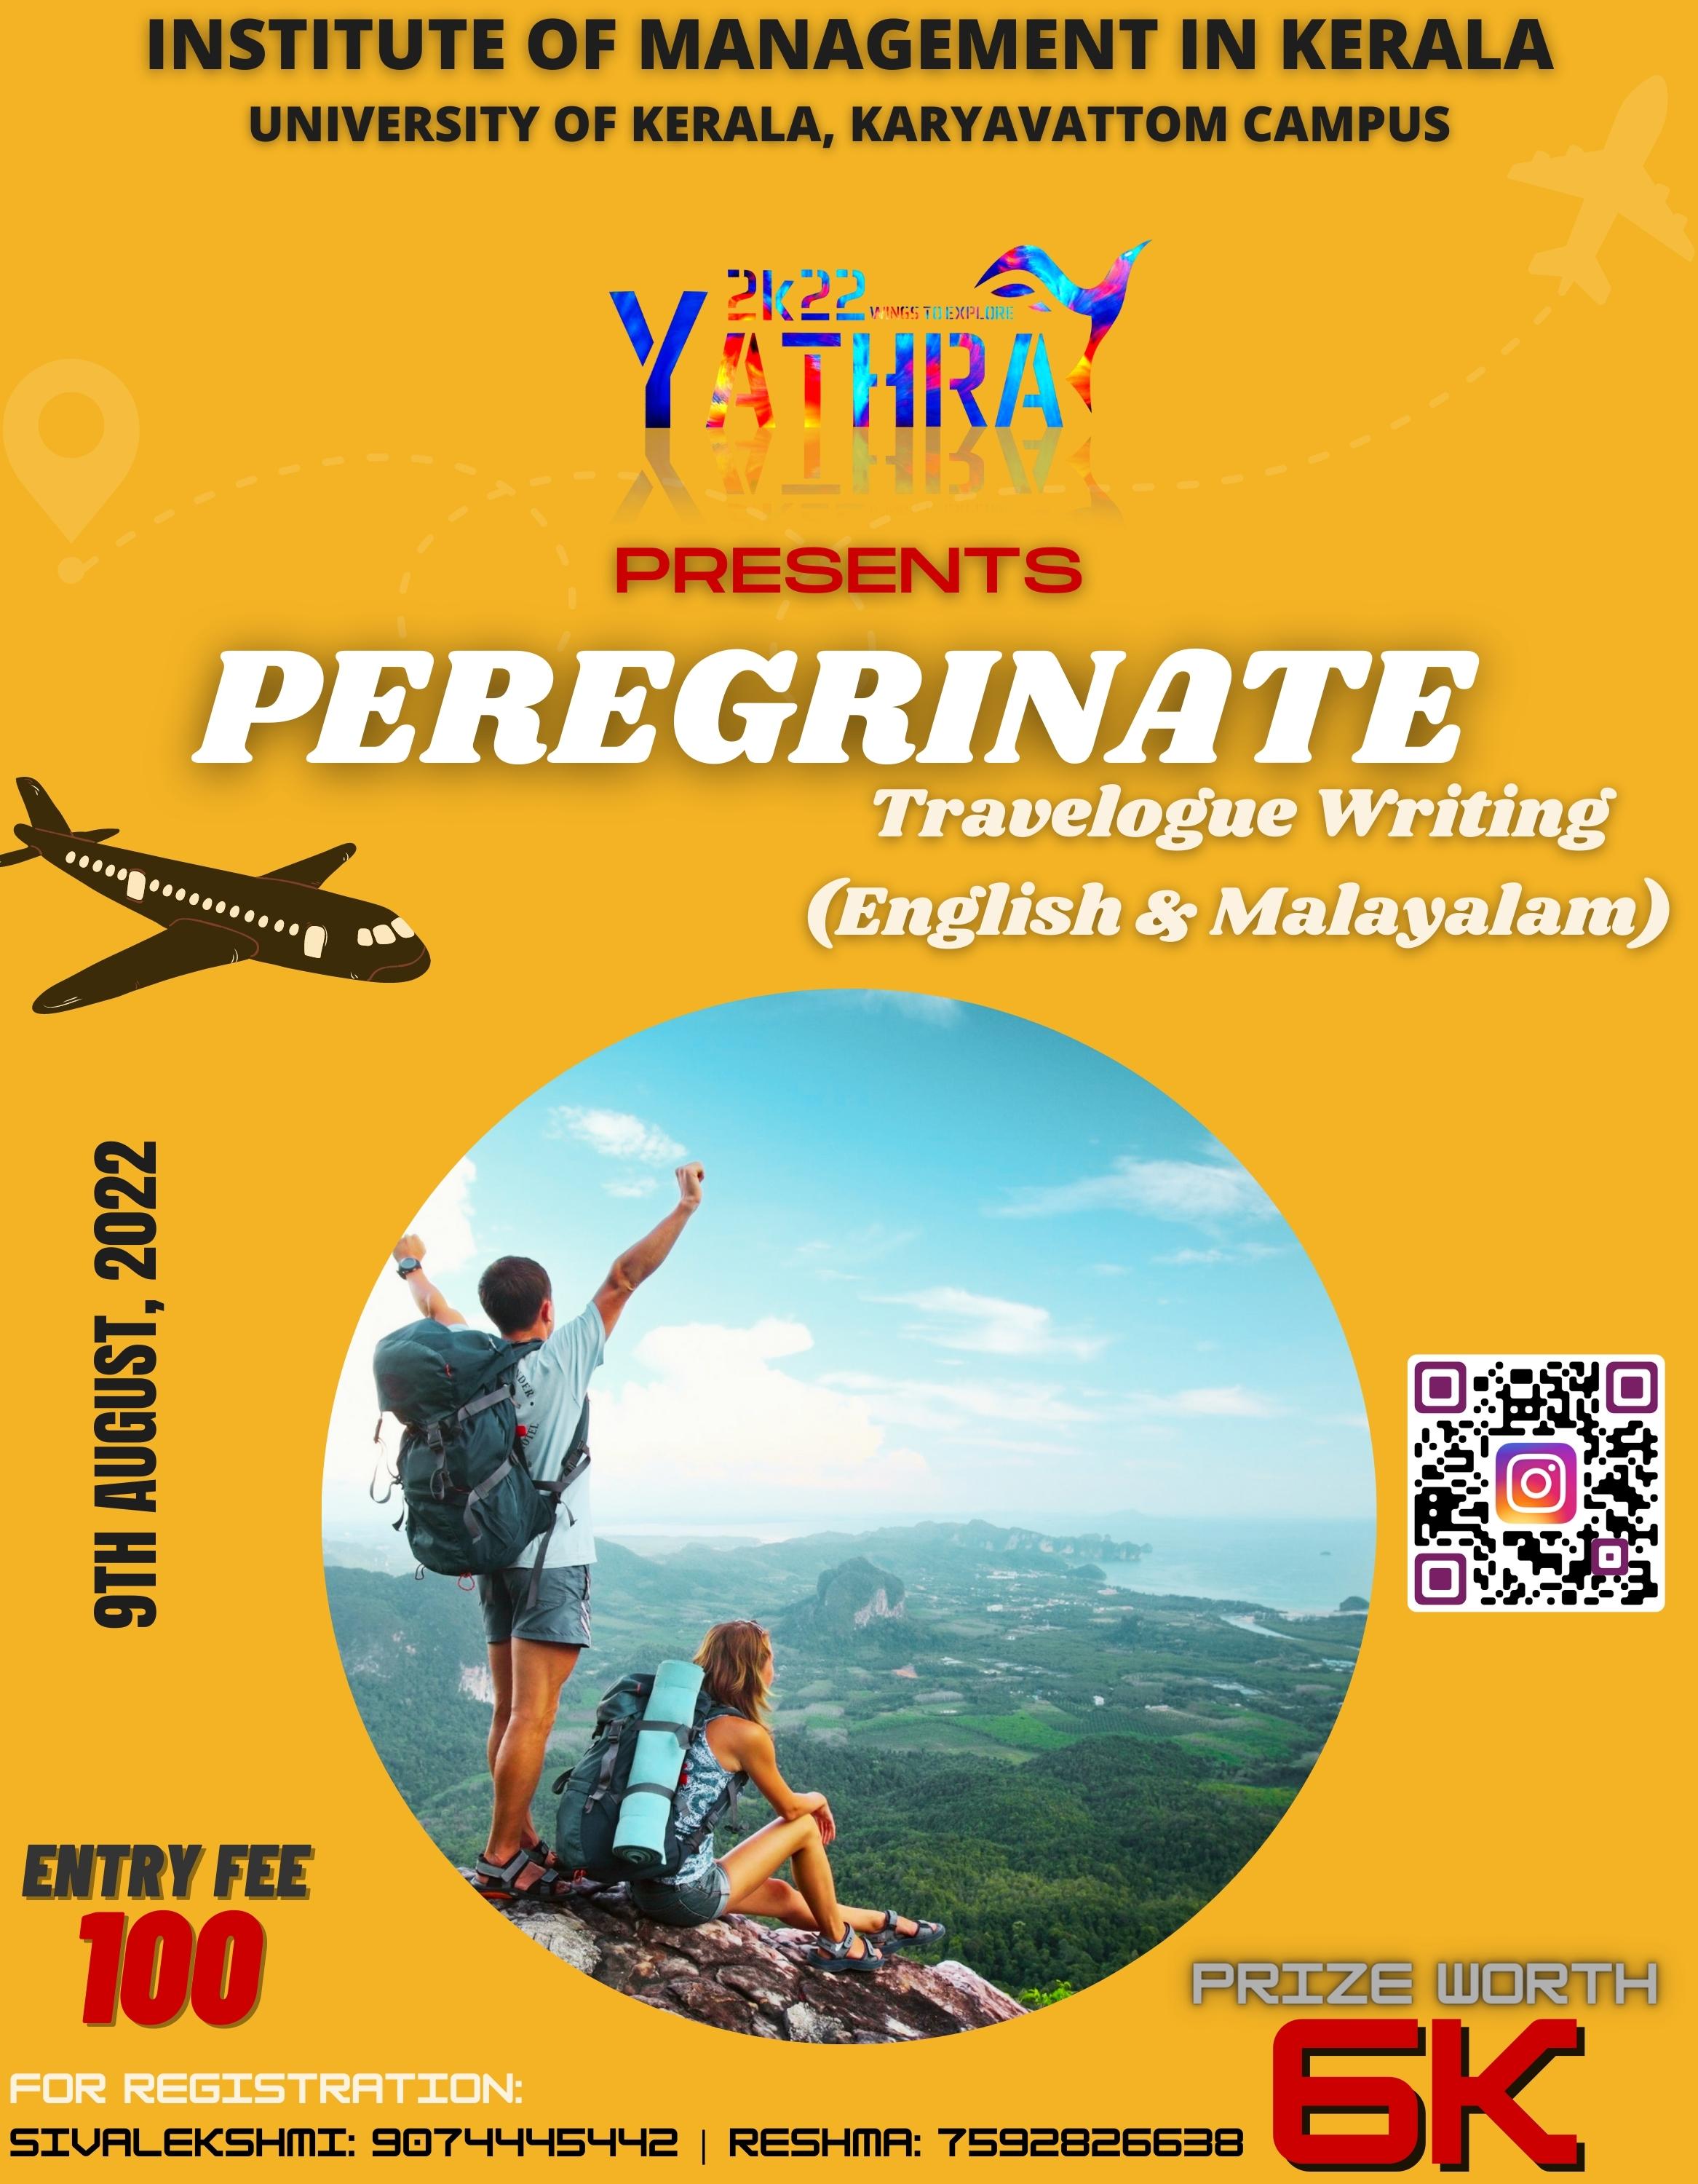 INSTITUTE OF MANAGEMENT IN KERALA
UNIVERSITY OF KERALA, KARYAVATTOM CAMPUS
2k22
WINGS TO EXPLORE
YATHRA
PRESENTS
PEREGRINATE
Travelogue Writing
(English & Malayalam)
9TH AUGUST, 2022
ENTRY FEE
100
PRIZE WORTH
6K
FOR REGISTRATION:
SIVALEKSHMI: 9074445442 | RESHMA: 7592826638